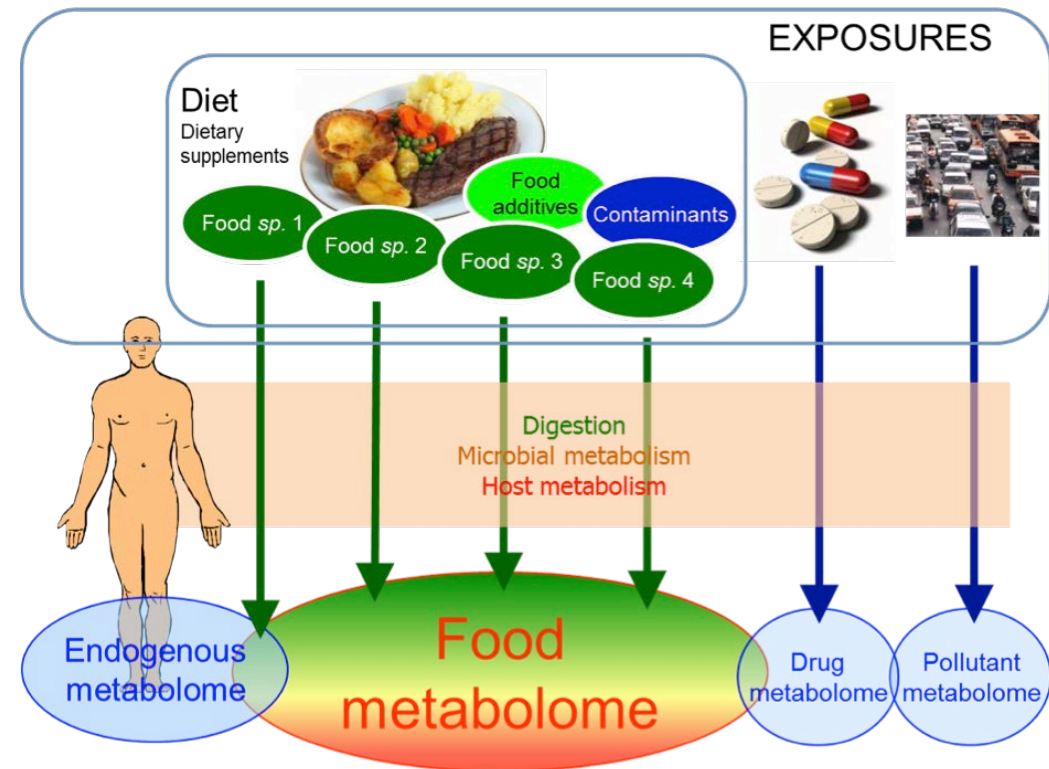 EXPOSURES
Diet
Dietary
supplements
Food
additives
Contaminants
Food sp. 1
Food sp. 2
Food sp. 3
Food sp. 4
Digestion
Microbial metabolism
Host metabolism
Endogenous
metabolome
Food
metabolome
Drug
metabolome
Pollutant
metabolome